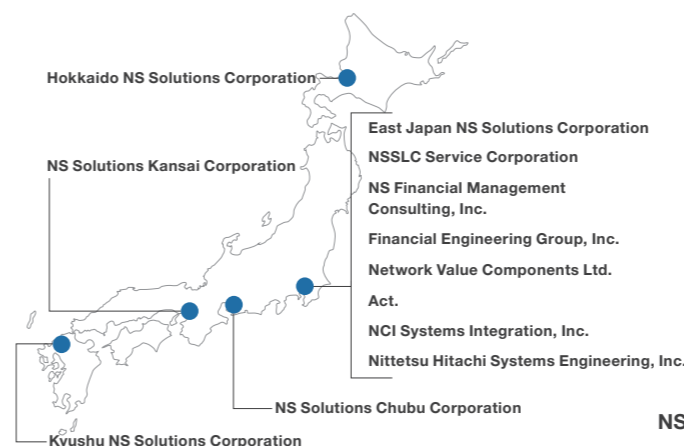 Hokkaido NS Solutions Corporation
East Japan NS Solutions Corporation
NSSLC Service Corporation
NS Solutions Kansai Corporation
NS Financial Management
Consulting, Inc.
Financial Engineering Group, Inc.
Network Value Components Ltd.
Act.
NCI Systems Integration, Inc.
Nittetsu Hitachi Systems Engineering, Inc.
NS Solutions Chubu Corporation
NS
Kyushu NS Solutions Corporation